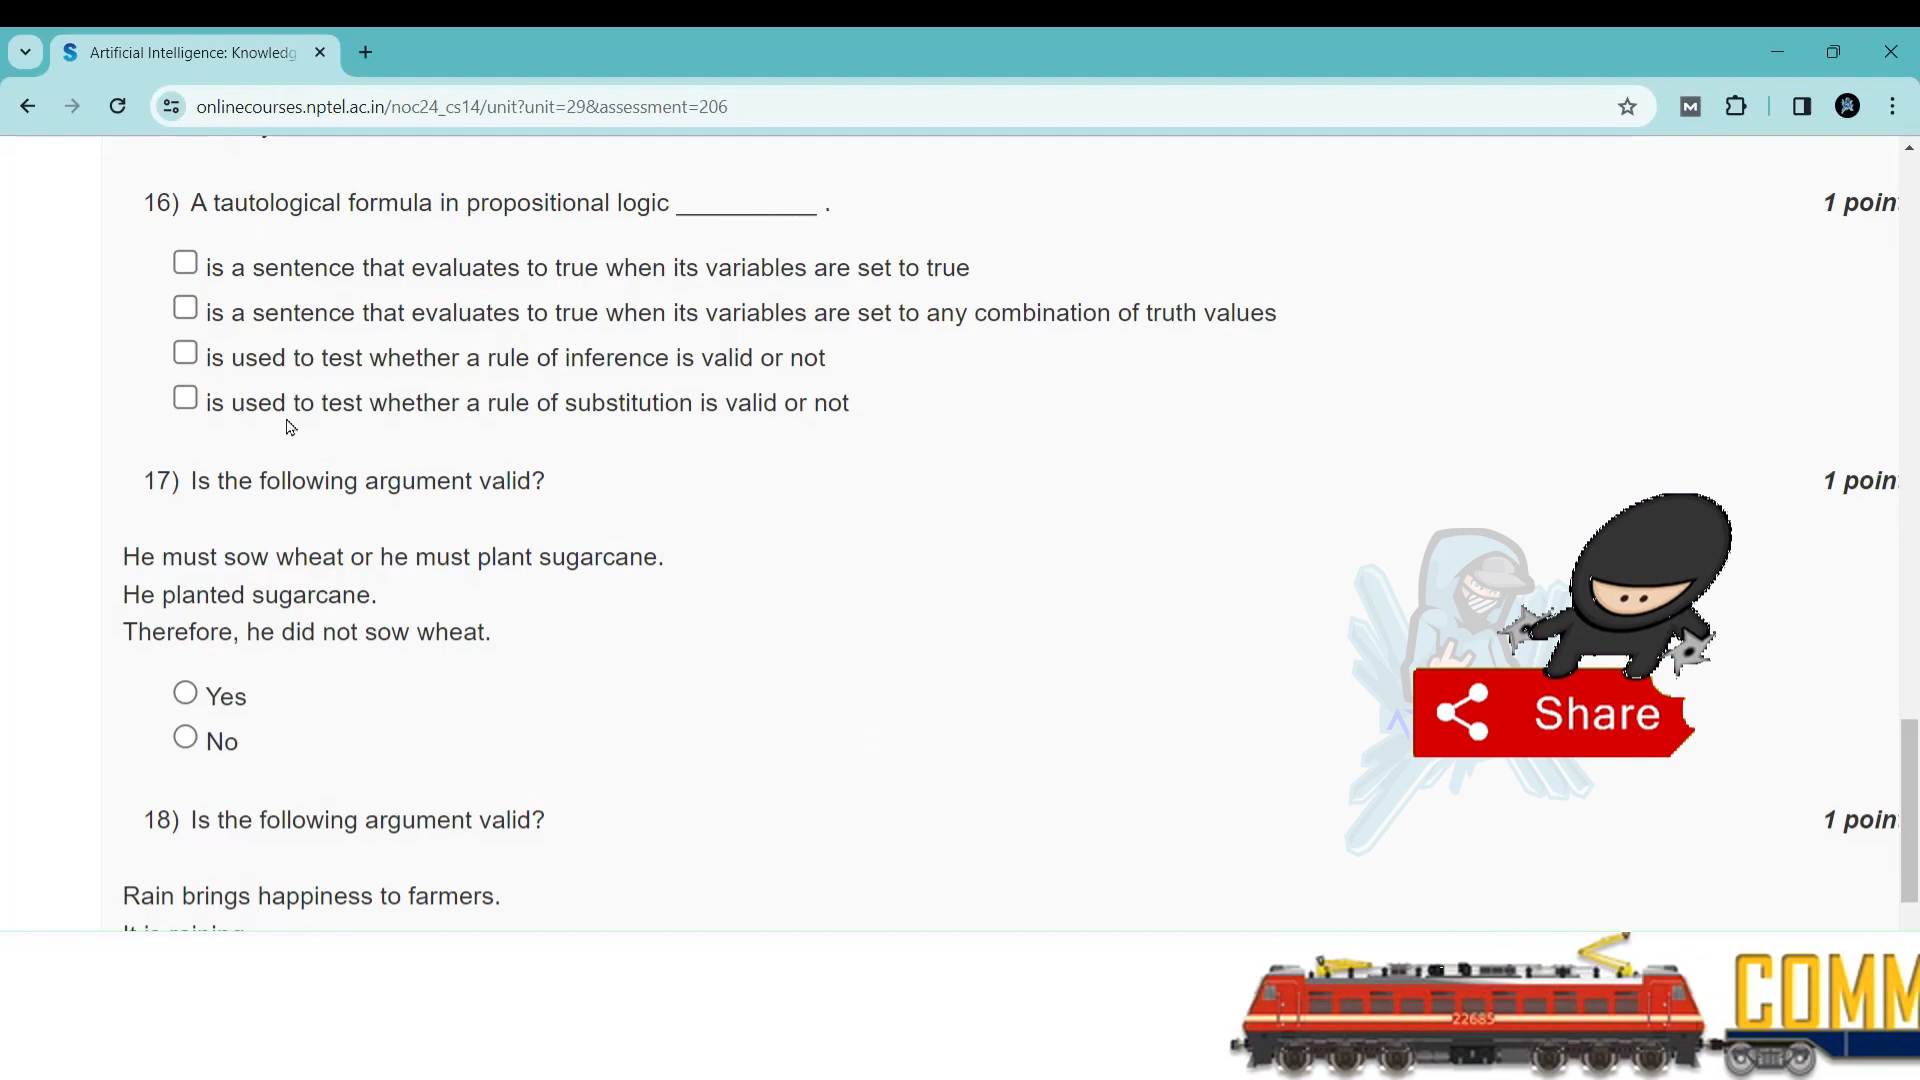 Artificial Intelligence: Knowledg
onlinecourses.nptel.ac.in/noc24_cs14/unit?unit=29&assessment=206
16) A tautological formula in propositional logic __________ .
1 poin
is a sentence that evaluates to true when its variables are set to true
is a sentence that evaluates to true when its variables are set to any combination of truth values
is used to test whether a rule of inference is valid or not
is used to test whether a rule of substitution is valid or not
17) Is the following argument valid?
1 poin
He must sow wheat or he must plant sugarcane.
He planted sugarcane.
Therefore, he did not sow wheat.
Yes
No
Share
18) Is the following argument valid?
1 poin
Rain brings happiness to farmers.
It is raining
22685
COMM